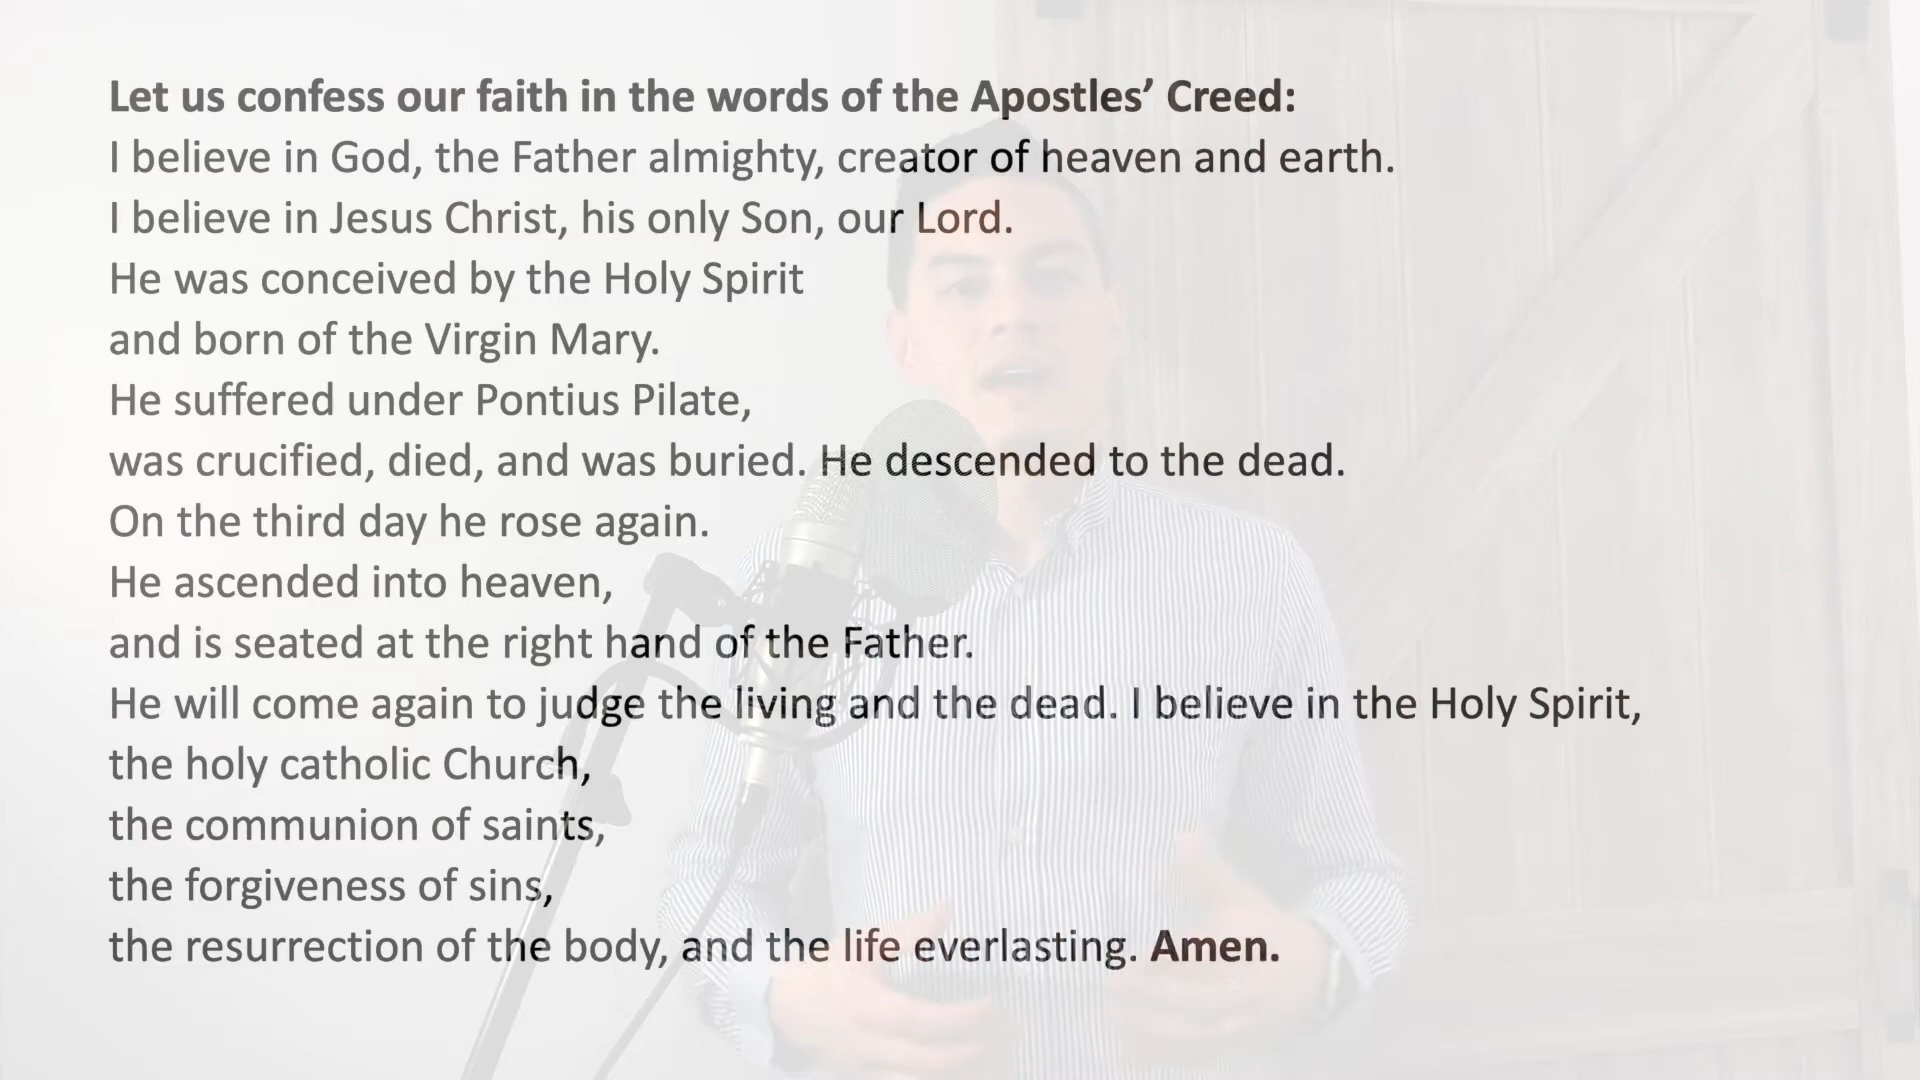 Let us confess our faith in the words of the Apostles’ Creed:
I believe in God, the Father almighty, creator of heaven and earth.
I believe in Jesus Christ, his only Son, our Lord.
He was conceived by the Holy Spirit
and born of the Virgin Mary.
He suffered under Pontius Pilate,
was crucified, died, and was buried. He descended to the dead.
On the third day he rose again.
He ascended into heaven,
and is seated at the right hand of the Father.
He will come again to judge the living and the dead. I believe in the Holy Spirit,
the holy catholic Church,
the communion of saints,
the forgiveness of sins,
the resurrection of the body, and the life everlasting. Amen.